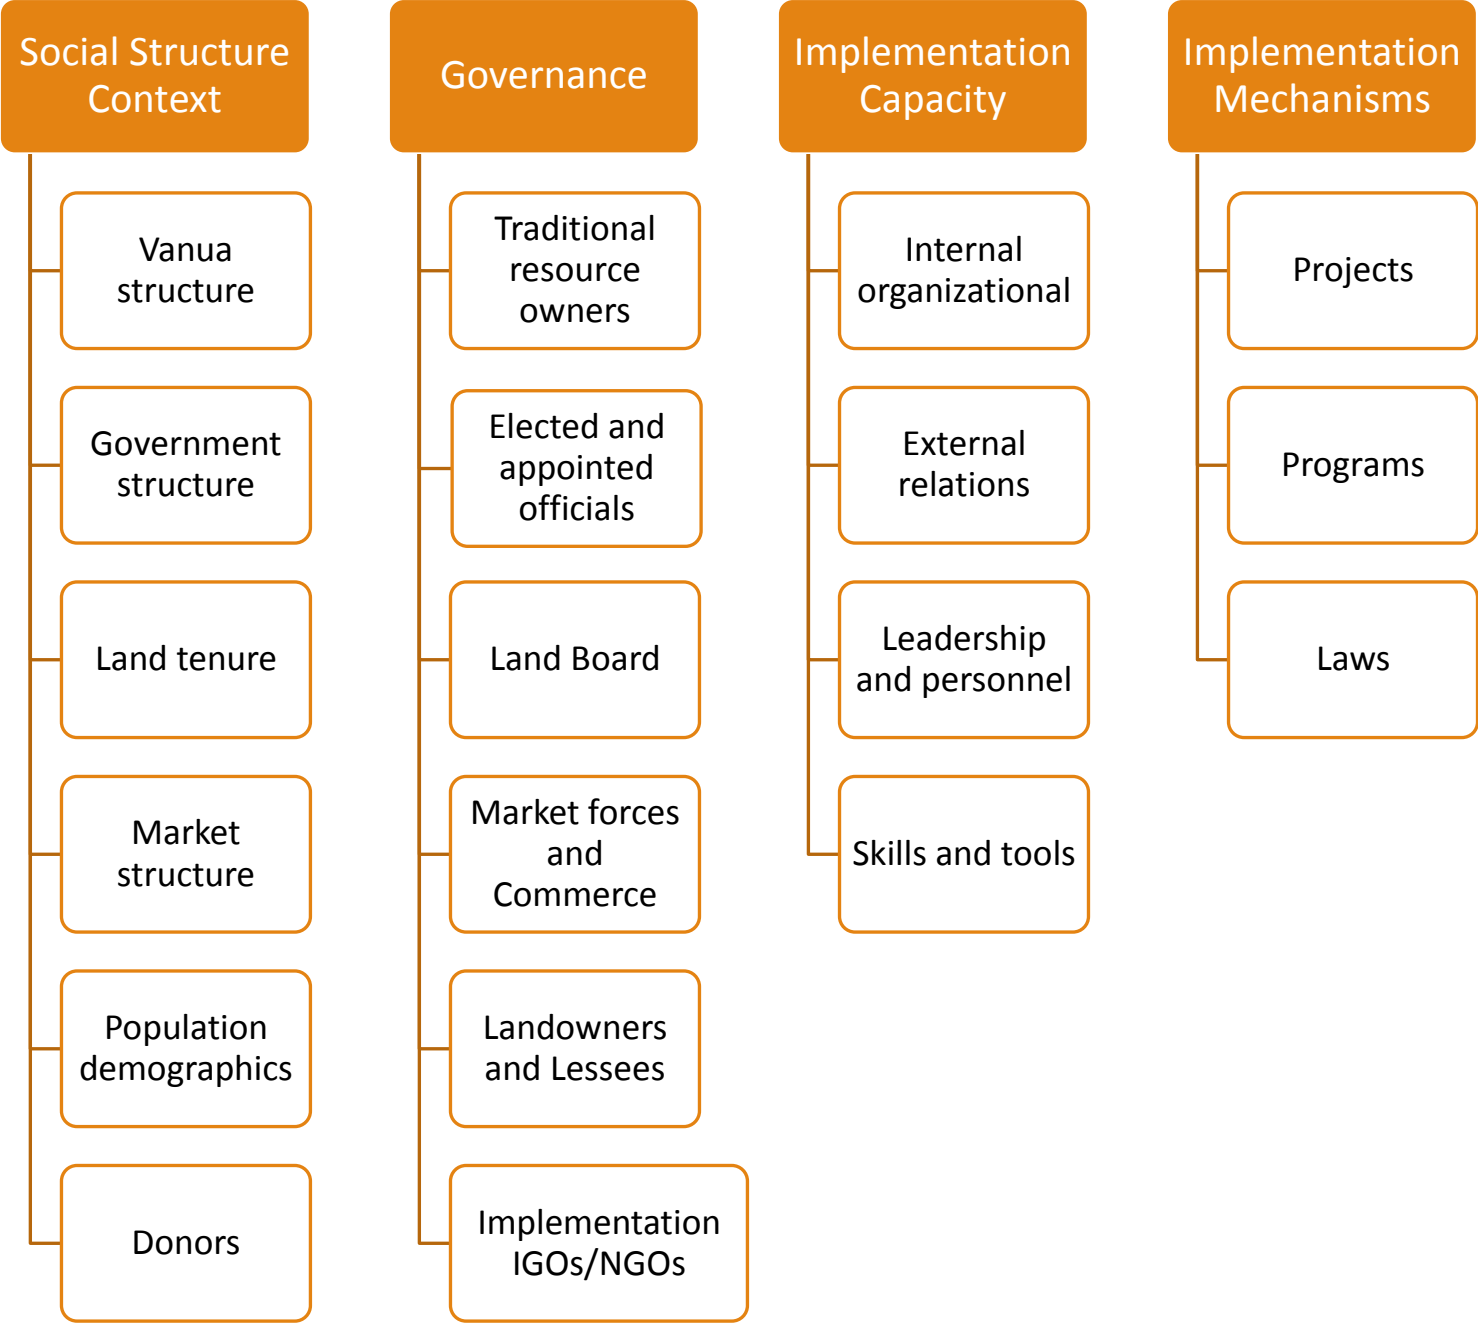 Social Structure
Context
Vanua
structure
Government
structure
Land tenure
Market
structure
Population
demographics
Donors
Governance
Traditional
resource
owners
Elected and
appointed
officials
Land Board
Market forces
and
Commerce
Landowners
and Lessees
Implementation
IGOs/NGOs
Implementation
Capacity
Internal
organizational
External
relations
Leadership
and personnel
Skills and tools
Implementation
Mechanisms
Projects
Programs
Laws